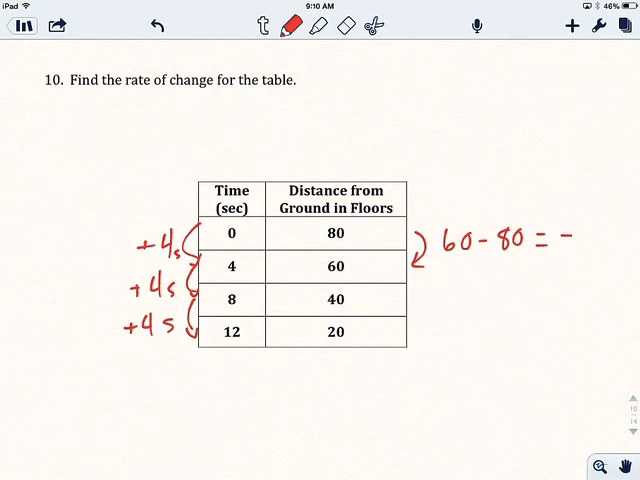 iPad
9:10 AM
46%
t
10. Find the rate of change for the table.
Time (sec) Distance from Ground in Floors
0 80
4 60
8 40
12 20
+4s
+4s
+4s
60-80=-
10
14